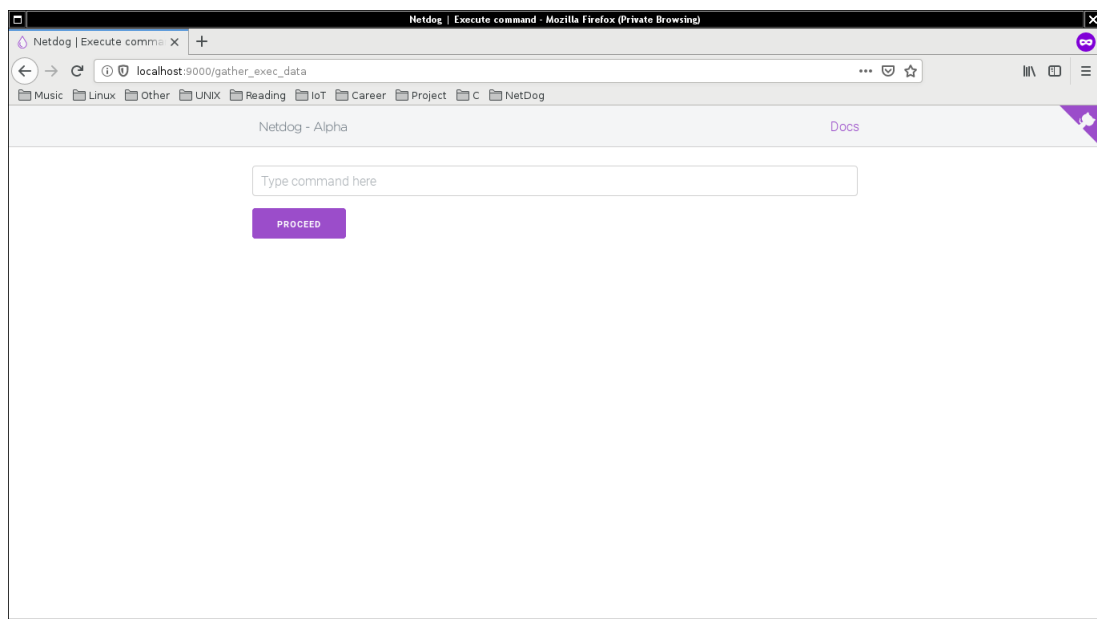 Netdog | Execute command - Mozilla Firefox (Private Browsing)
Netdog | Execute comma
localhost:9000/gather_exec_data
Music Linux Other UNIX Reading IoT Career Project C NetDog
Netdog - Alpha Docs
Type command here
PROCEED